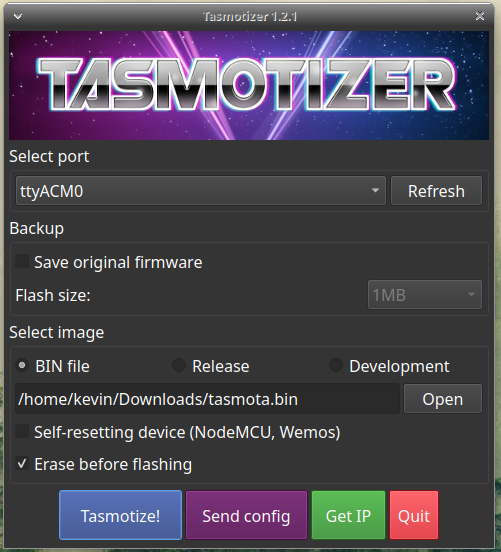 Tasmotizer 1.2.1
TASMOTIZER
Select port
ttyACM0 Refresh
Backup
Save original firmware
Flash size: 1MB
Select image
BIN file Release Development
/home/kevin/Downloads/tasmota.bin Open
Self-resetting device (NodeMCU, Wemos)
Erase before flashing
Tasmotize! Send config Get IP Quit